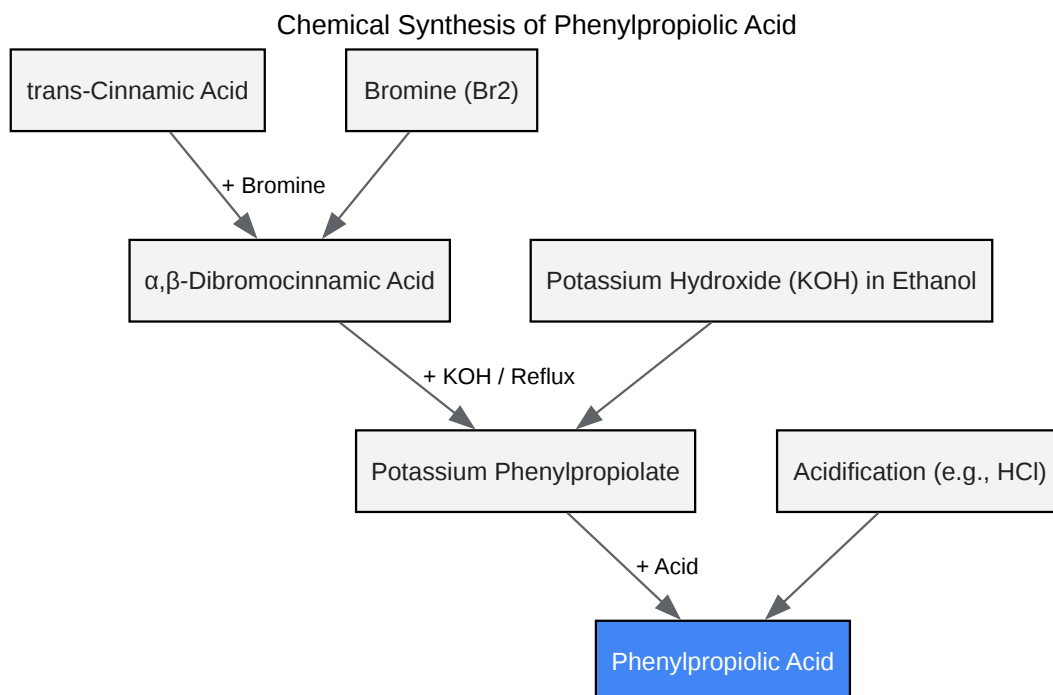 Chemical Synthesis of Phenylpropiolic Acid
trans-Cinnamic Acid
Bromine (Br2)
+ Bromine
α,β-Dibromocinnamic Acid
Potassium Hydroxide (KOH) in Ethanol
+ KOH / Reflux
Potassium Phenylpropiolate
Acidification (e.g., HCl)
+ Acid
Phenylpropiolic Acid